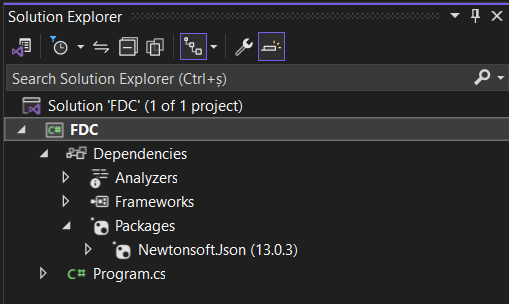 Solution Explorer
Search Solution Explorer (Ctrl+ș)
Solution 'FDC' (1 of 1 project)
C# FDC
Dependencies
Analyzers
Frameworks
Packages
Newtonsoft.Json (13.0.3)
C# Program.cs